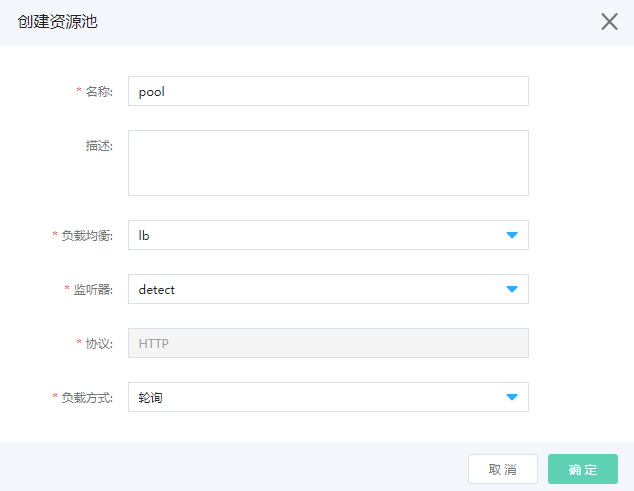 创建资源池
* 名称: pool
描述:
* 负载均衡: lb
* 监听器: detect
* 协议: HTTP
* 负载方式: 轮询
取消 确定